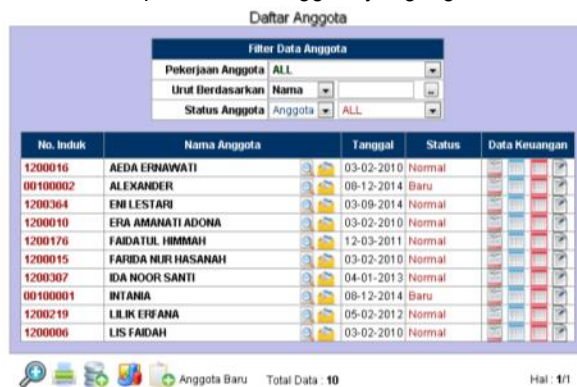 Daftar Anggota
Filter Data Anggota
Pekerjaan Anggota ALL
Urut Berdasarkan Nama ..
Status Anggota Anggota ALL
No. Induk Nama Anggota Tanggal Status Data Keuangan
1200016 AEDA ERNAWATI 03-02-2010 Normal
00100002 ALEXANDER 08-12-2014 Baru
1200364 ENI LESTARI 03-09-2014 Normal
1200010 ERA AMANATI ADONA 03-02-2010 Normal
1200176 FAIDATUL HIMMAH 12-03-2011 Normal
1200015 FARIDA NUR HASANAH 03-02-2010 Normal
1200307 IDA NOOR SANTI 04-01-2013 Normal
00100001 INTANIA 08-12-2014 Baru
1200219 LILIK ERFANA 05-02-2012 Normal
1200006 LIS FAIDAH 03-02-2010 Normal
Anggota Baru Total Data : 10 Hal : 1/1